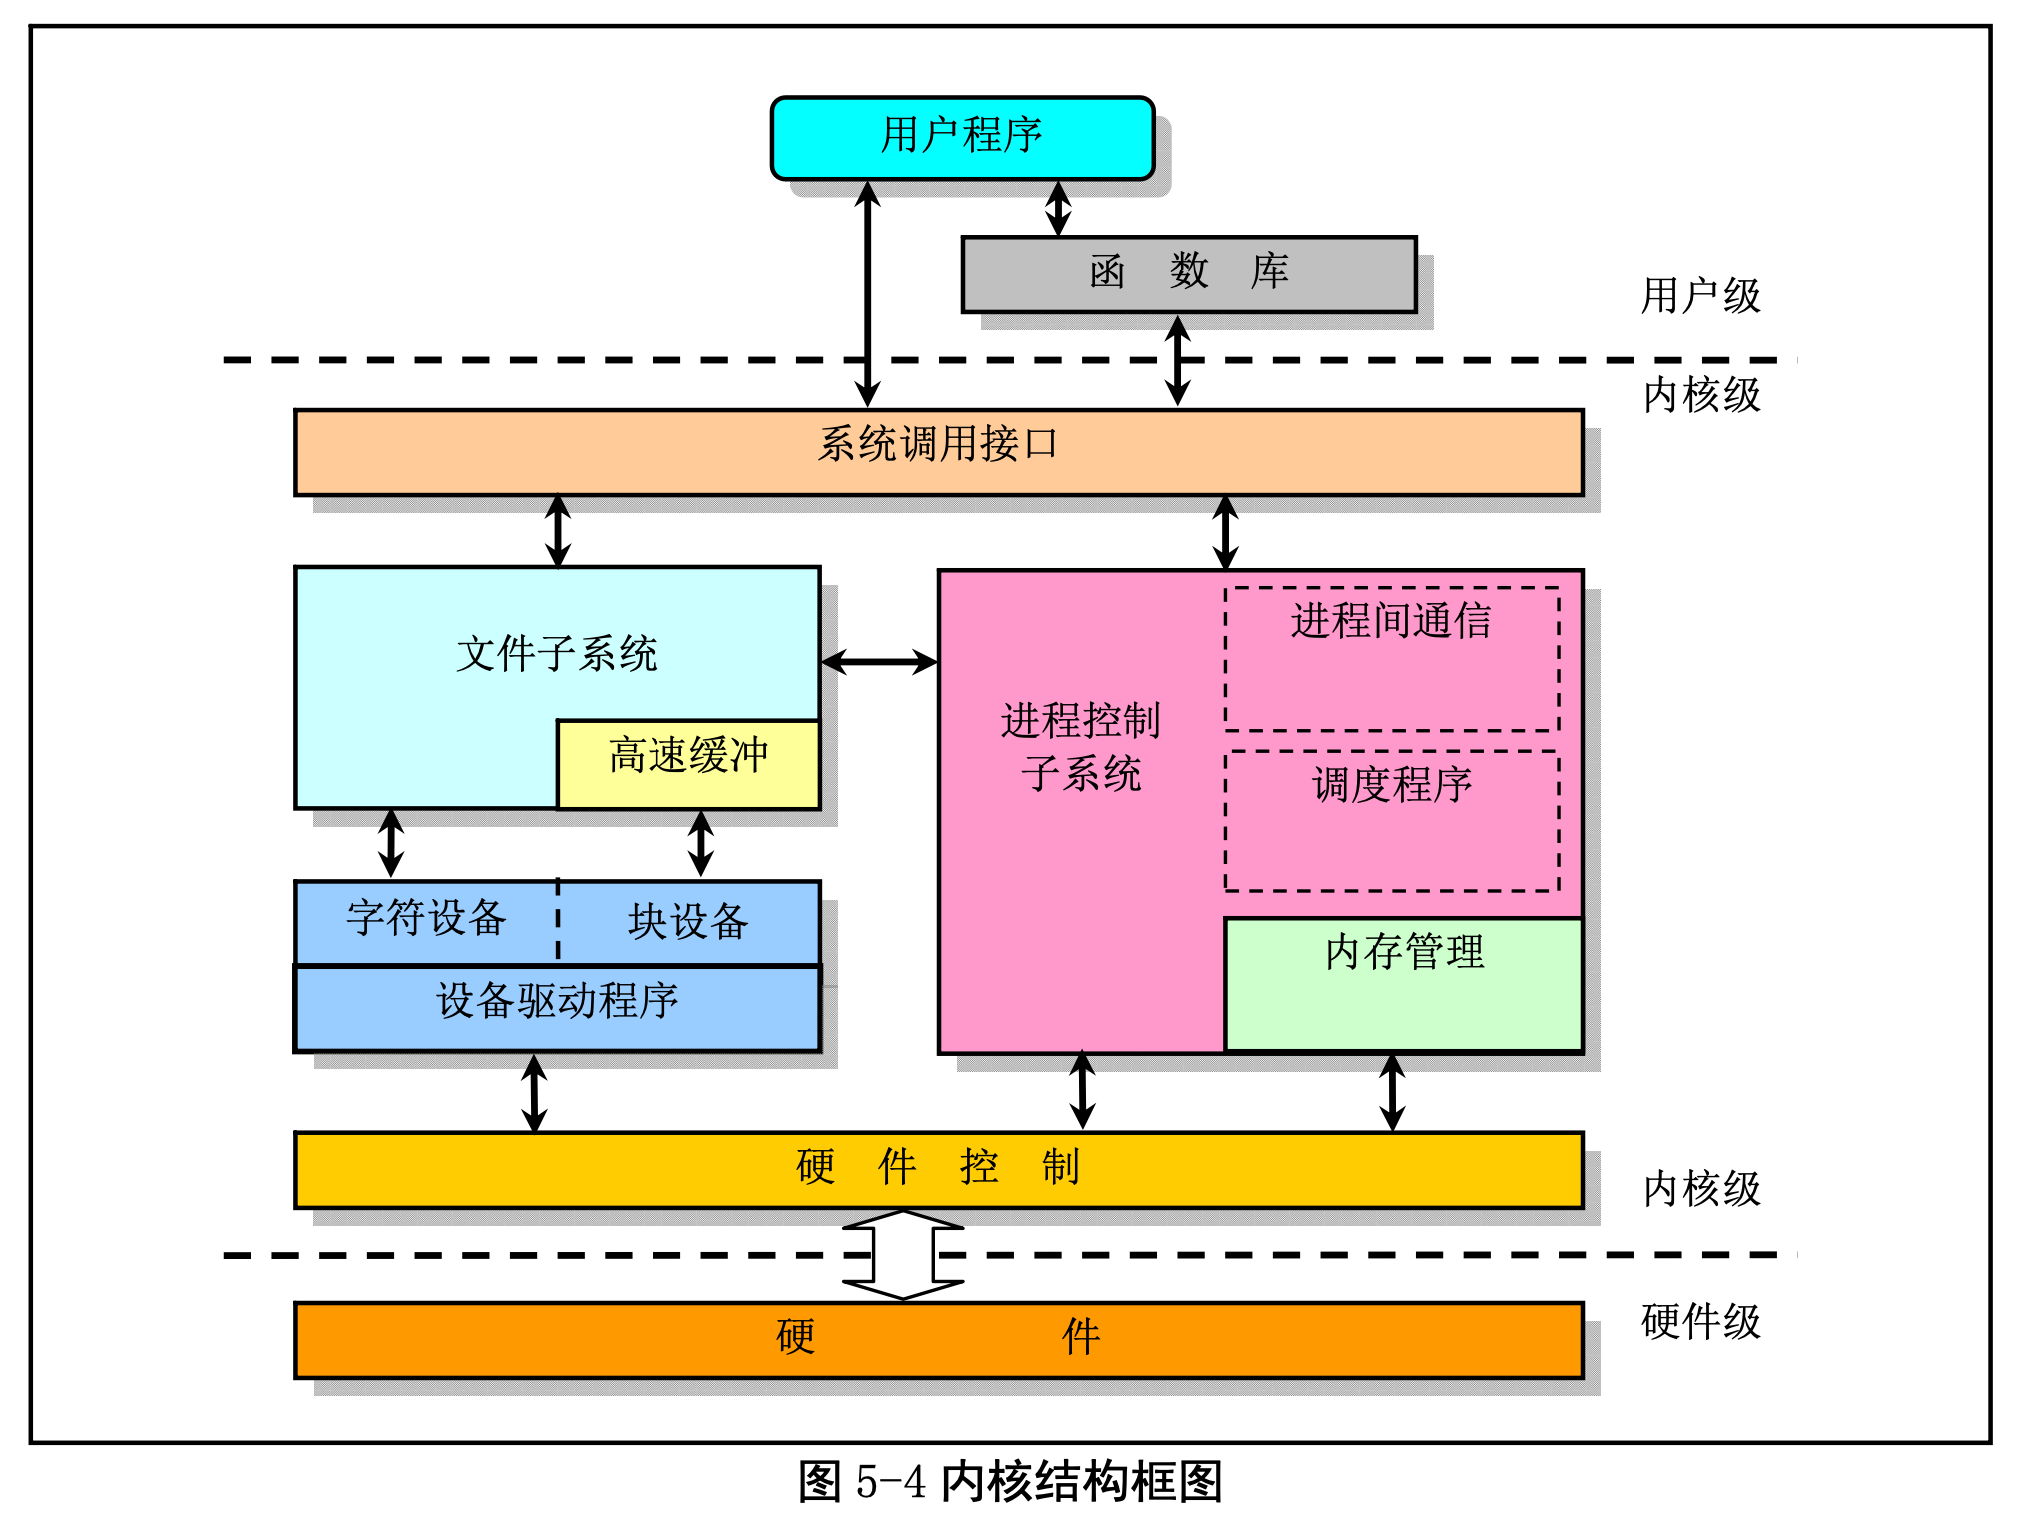 用户程序
函 数 库
用户级
内核级
系统调用接口
文件子系统
高速缓冲
进程间通信
进程控制
子系统
调度程序
字符设备
块设备
设备驱动程序
内存管理
硬 件 控 制
内核级
硬 件
硬件级
图 5-4 内核结构框图